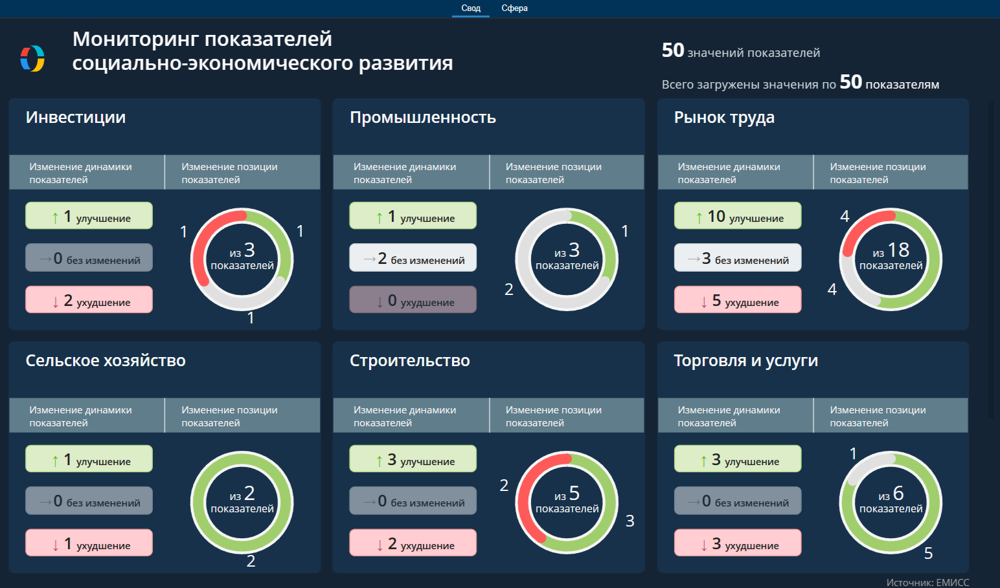 Свод Сфера
Мониторинг показателей
социально-экономического развития
50 значений показателей
Всего загружены значения по 50 показателям
Инвестиции
Изменение динамики
показателей
Изменение позиции
показателей
↑ 1 улучшение
→0 без изменений
↓ 2 ухудшение
1
1
из 3
показателей
1
Промышленность
Изменение динамики
показателей
Изменение позиции
показателей
↑ 1 улучшение
→2 без изменений
↓ 0 ухудшение
1
из 3
показателей
2
Рынок труда
Изменение динамики
показателей
Изменение позиции
показателей
↑ 10 улучшение
→3 без изменений
↓ 5 ухудшение
4
из 18
показателей
4
Сельское хозяйство
Изменение динамики
показателей
Изменение позиции
показателей
↑ 1 улучшение
→0 без изменений
↓ 1 ухудшение
из 2
показателей
2
Строительство
Изменение динамики
показателей
Изменение позиции
показателей
↑ 3 улучшение
→0 без изменений
↓ 2 ухудшение
2
из 5
показателей
3
Торговля и услуги
Изменение динамики
показателей
Изменение позиции
показателей
↑ 3 улучшение
→0 без изменений
↓ 3 ухудшение
1
из 6
показателей
5
Источник: ЕМИСС